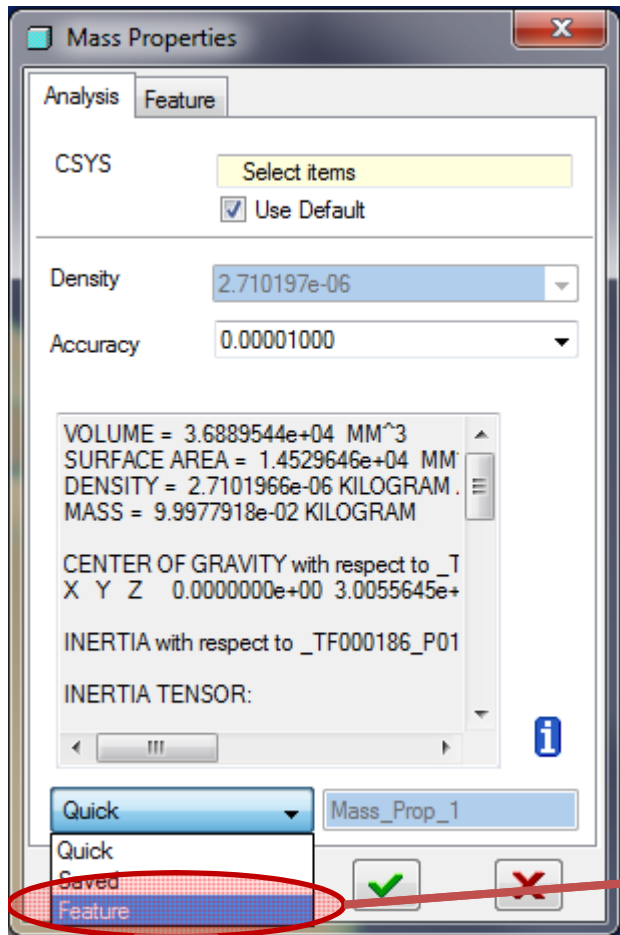 Mass Properties
Analysis
Feature
CSYS
Select items
Use Default
Density
2.710197e-06
Accuracy
0.00001000
VOLUME = 3.6889544e+04 MM^3
SURFACE AREA = 1.4529646e+04 MM
DENSITY = 2.7101966e-06 KILOGRAM
MASS = 9.9977918e-02 KILOGRAM
CENTER OF GRAVITY with respect to _T
X Y Z 0.0000000e+00 3.0055645e+
INERTIA with respect to _TF000186_P01
INERTIA TENSOR:
Quick
Mass_Prop_1
Quick
Saved
Feature